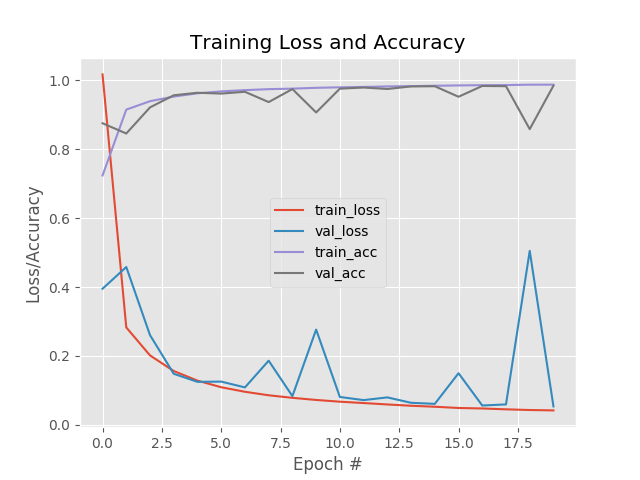 Training Loss and Accuracy
Loss/Accuracy
1.0
0.8
0.6
0.4
0.2
0.0
train_loss
val_loss
train_acc
val_acc
0.0 2.5 5.0 7.5 10.0 12.5 15.0 17.5
Epoch #